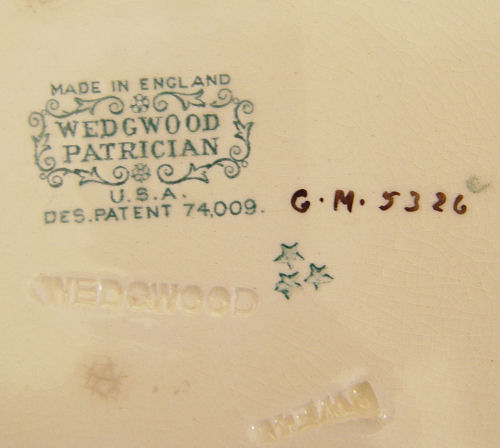 MADE IN ENGLAND
WEDGWOOD
PATRICIAN
U.S.A.
DES. PATENT 74,009.
G.M. 5326
WEDGWOOD